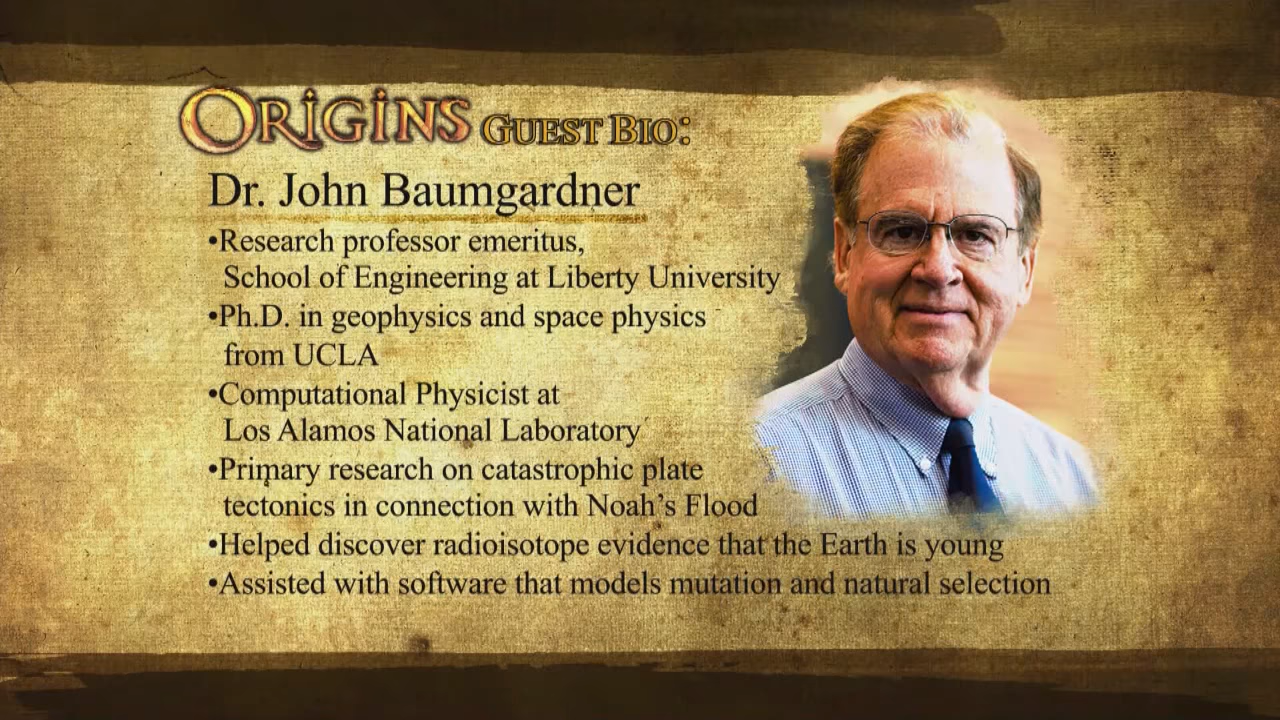 Origins Guest Bio:
Dr. John Baumgardner
•Research professor emeritus,
School of Engineering at Liberty University
•Ph.D. in geophysics and space physics
from UCLA
•Computational Physicist at
Los Alamos National Laboratory
•Primary research on catastrophic plate
tectonics in connection with Noah's Flood
•Helped discover radioisotope evidence that the Earth is young
•Assisted with software that models mutation and natural selection